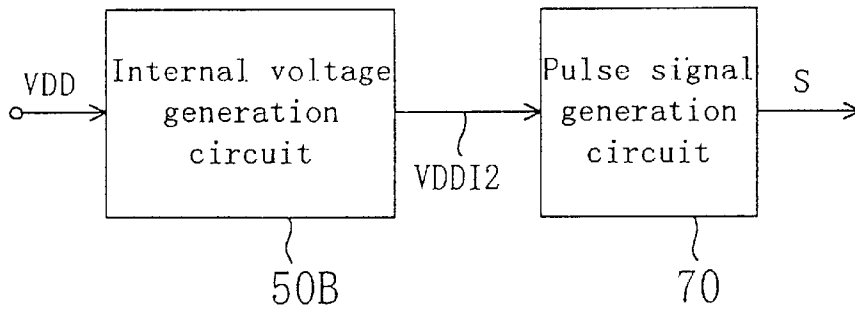 VDD
Internal voltage
generation
circuit
VDDI2
Pulse signal
generation
circuit
S
50B
70